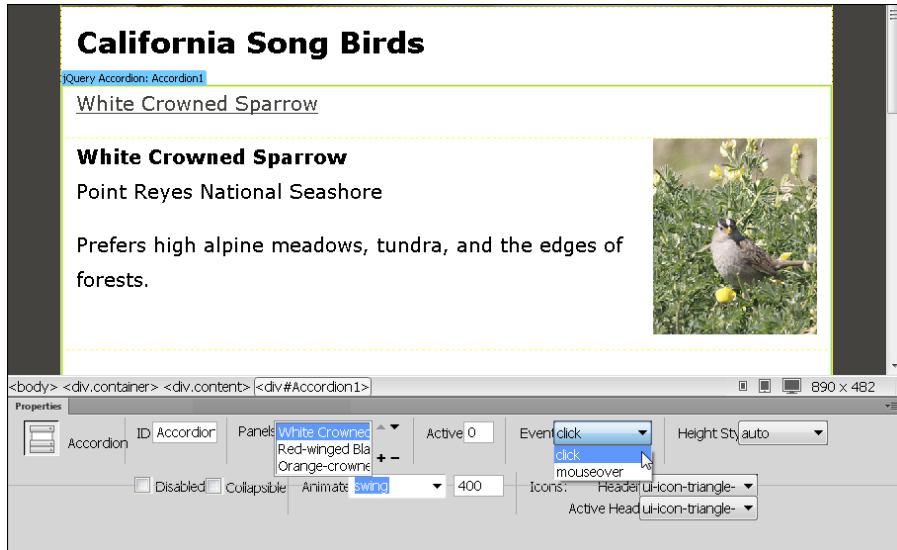 California Song Birds
jQuery Accordion: Accordion1
White Crowned Sparrow
White Crowned Sparrow
Point Reyes National Seashore
Prefers high alpine meadows, tundra, and the edges of
forests.
<body> <div.container> <div.content> <div#Accordion1> 890 x 482
Properties
Accordion ID Accordior Panels White Crowned Active 0 Event click Height Sty auto
Red-winged Bla click
Orange-crowne mouseover
Disabled Collapsible Animate swing 400 Icons: Header ui-icon-triangle-
Active Head ui-icon-triangle-